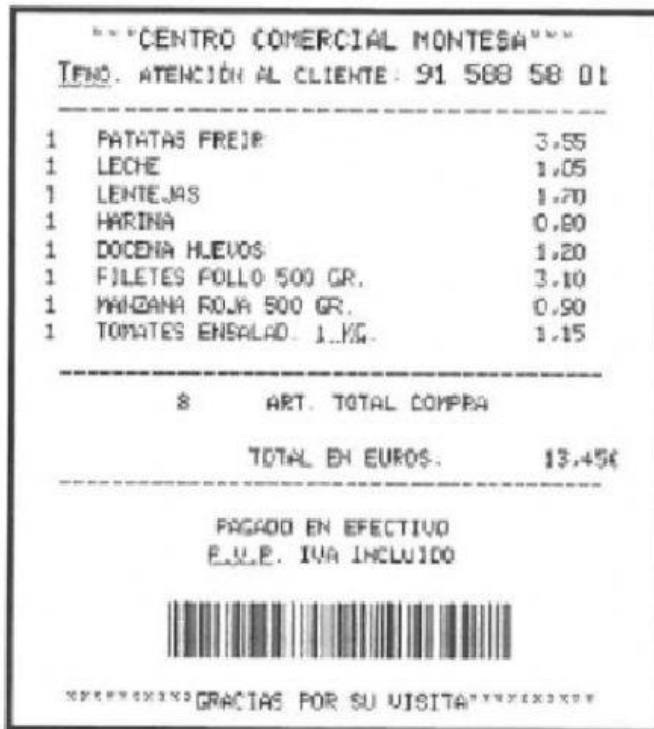 """CENTRO COMERCIAL MONTESA"""
TFNO. ATENCIÓN AL CLIENTE: 91 588 58 01
1 PATATAS FREIR 3,55
1 LECHE 1,05
1 LENTEJAS 1,70
1 HARINA 0,80
1 DOCENA HUEVOS 1,20
1 FILETES POLLO 500 GR. 3,10
1 MANZANA ROJA 500 GR. 0,90
1 TOMATES ENSALAD. 1 KG. 1,15
8 ART. TOTAL COMPRA
TOTAL EN EUROS. 13,45€
PAGADO EN EFECTIVO
P.V.P. IVA INCLUIDO
GRACIAS POR SU VISITA